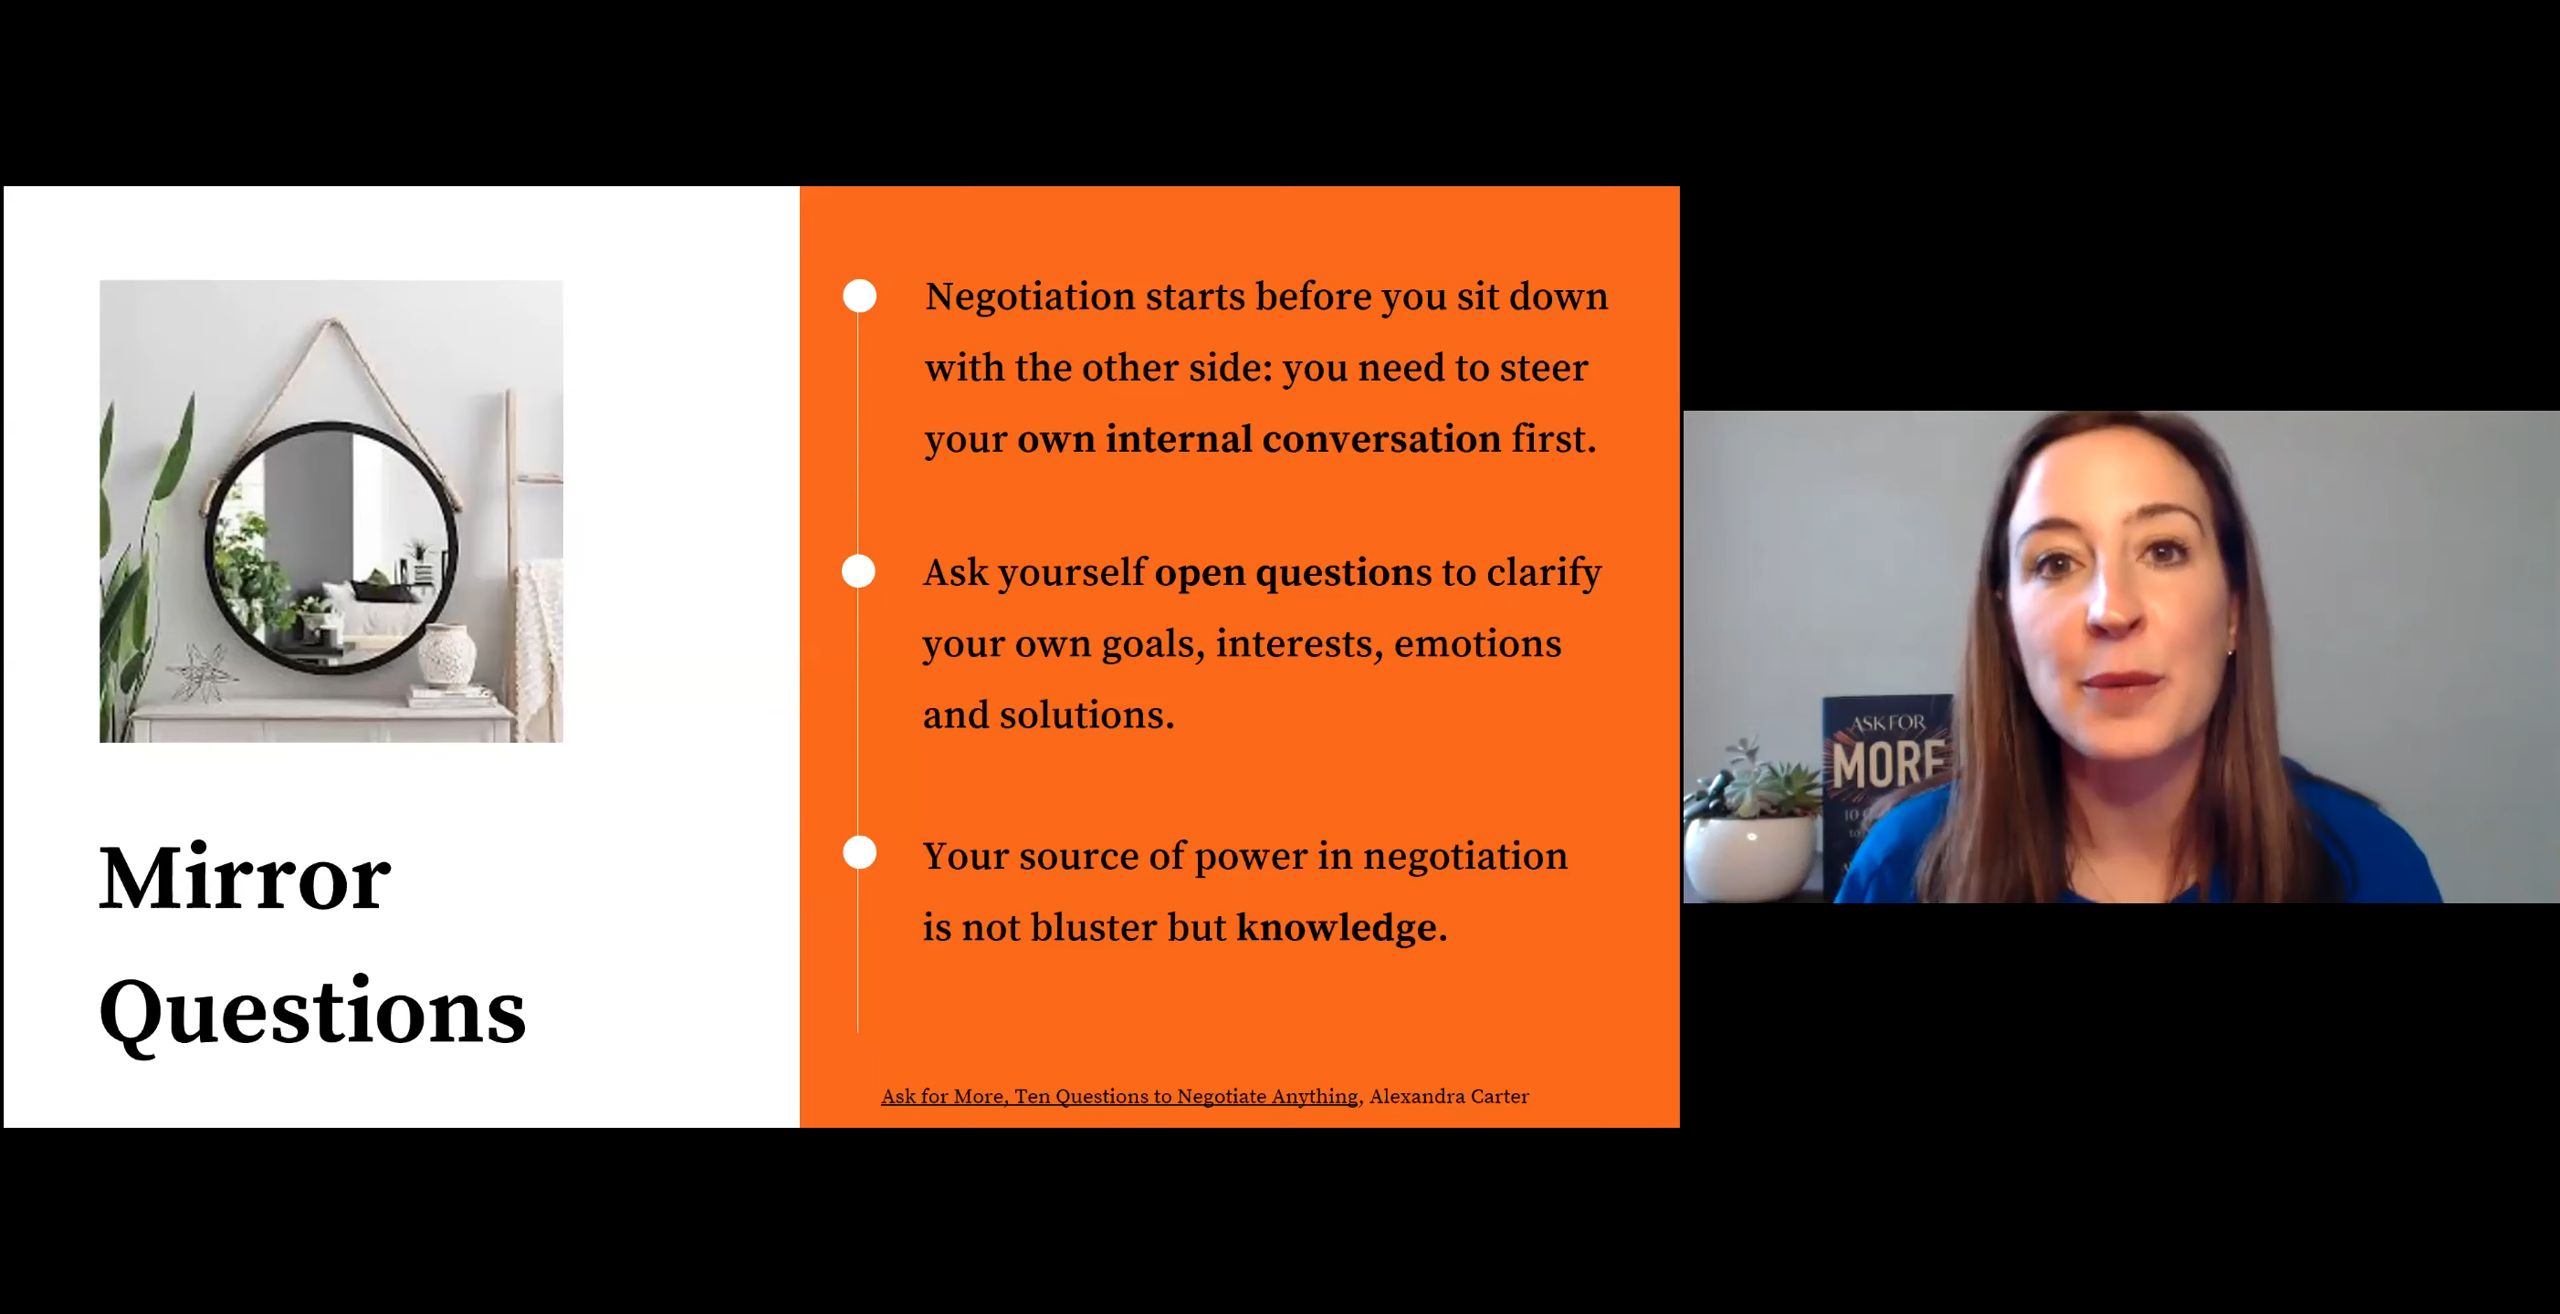 Mirror
Questions
Negotiation starts before you sit down
with the other side: you need to steer
your own internal conversation first.
Ask yourself open questions to clarify
your own goals, interests, emotions
and solutions.
Your source of power in negotiation
is not bluster but knowledge.
Ask for More, Ten Questions to Negotiate Anything, Alexandra Carter
ASK FOR
MORE
10